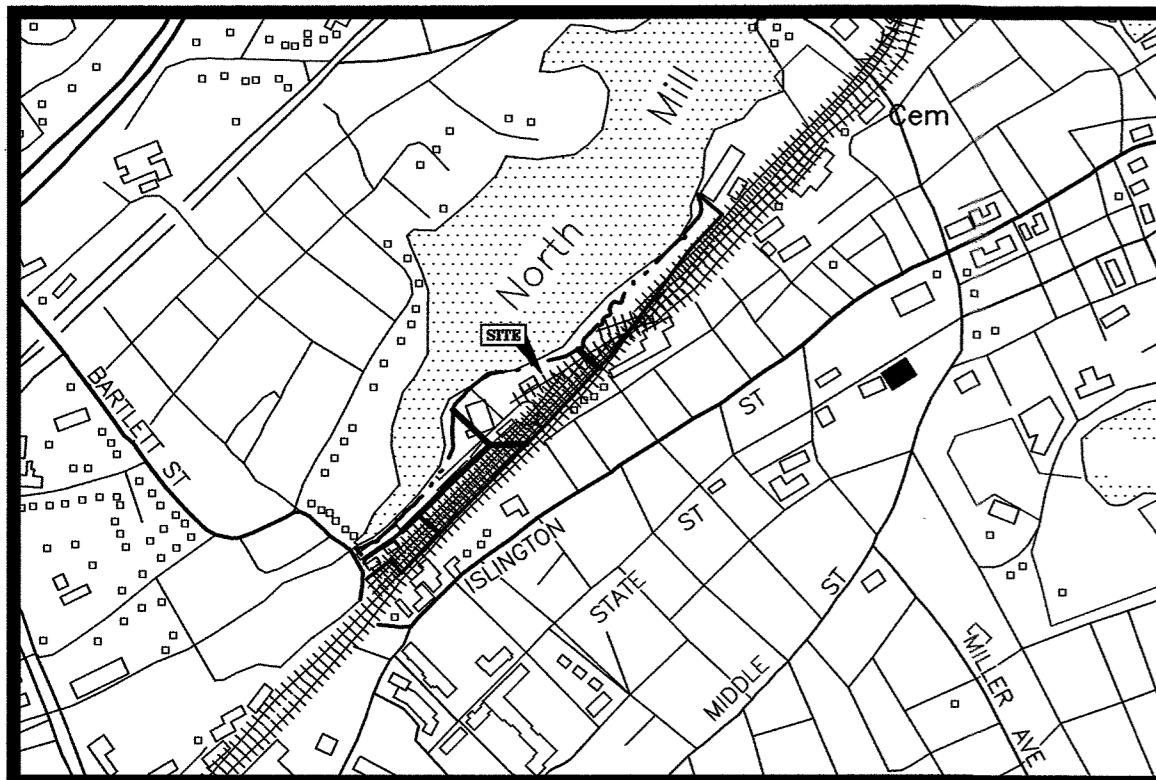 Mill
Cem
North
SITE
BARTLETT ST
ISLINGTON ST
STATE ST
MIDDLE ST
MILLER AVE